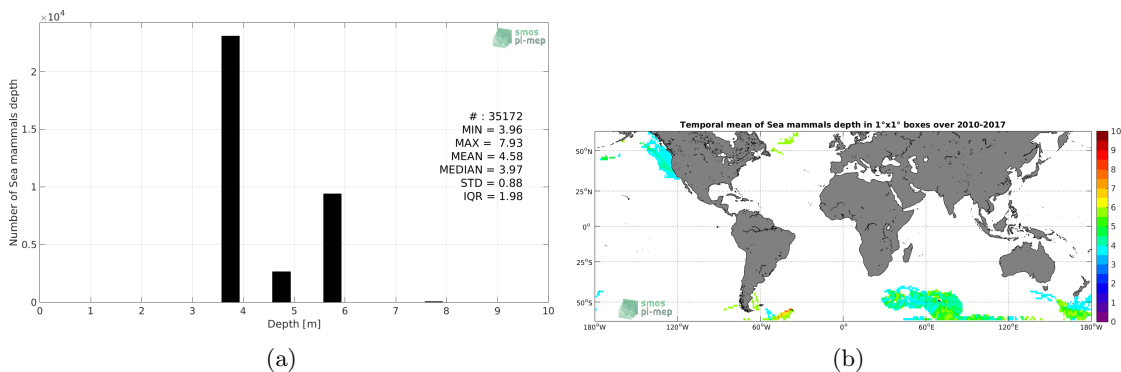 ×10⁴
smos
pi-mep
2
1.5
1
0.5
0
Number of Sea mammals depth
# : 35172
MIN = 3.96
MAX = 7.93
MEAN = 4.58
MEDIAN = 3.97
STD = 0.88
IQR = 1.98
0 1 2 3 4 5 6 7 8 9 10
Depth [m]
(a)
Temporal mean of Sea mammals depth in 1°x1° boxes over 2010-2017
50°N
25°N
0°
25°S
50°S
smos
pi-mep
180°W 120°W 60°W 0° 60°E 120°E 180°W
10
9
8
7
6
5
4
3
2
1
0
(b)